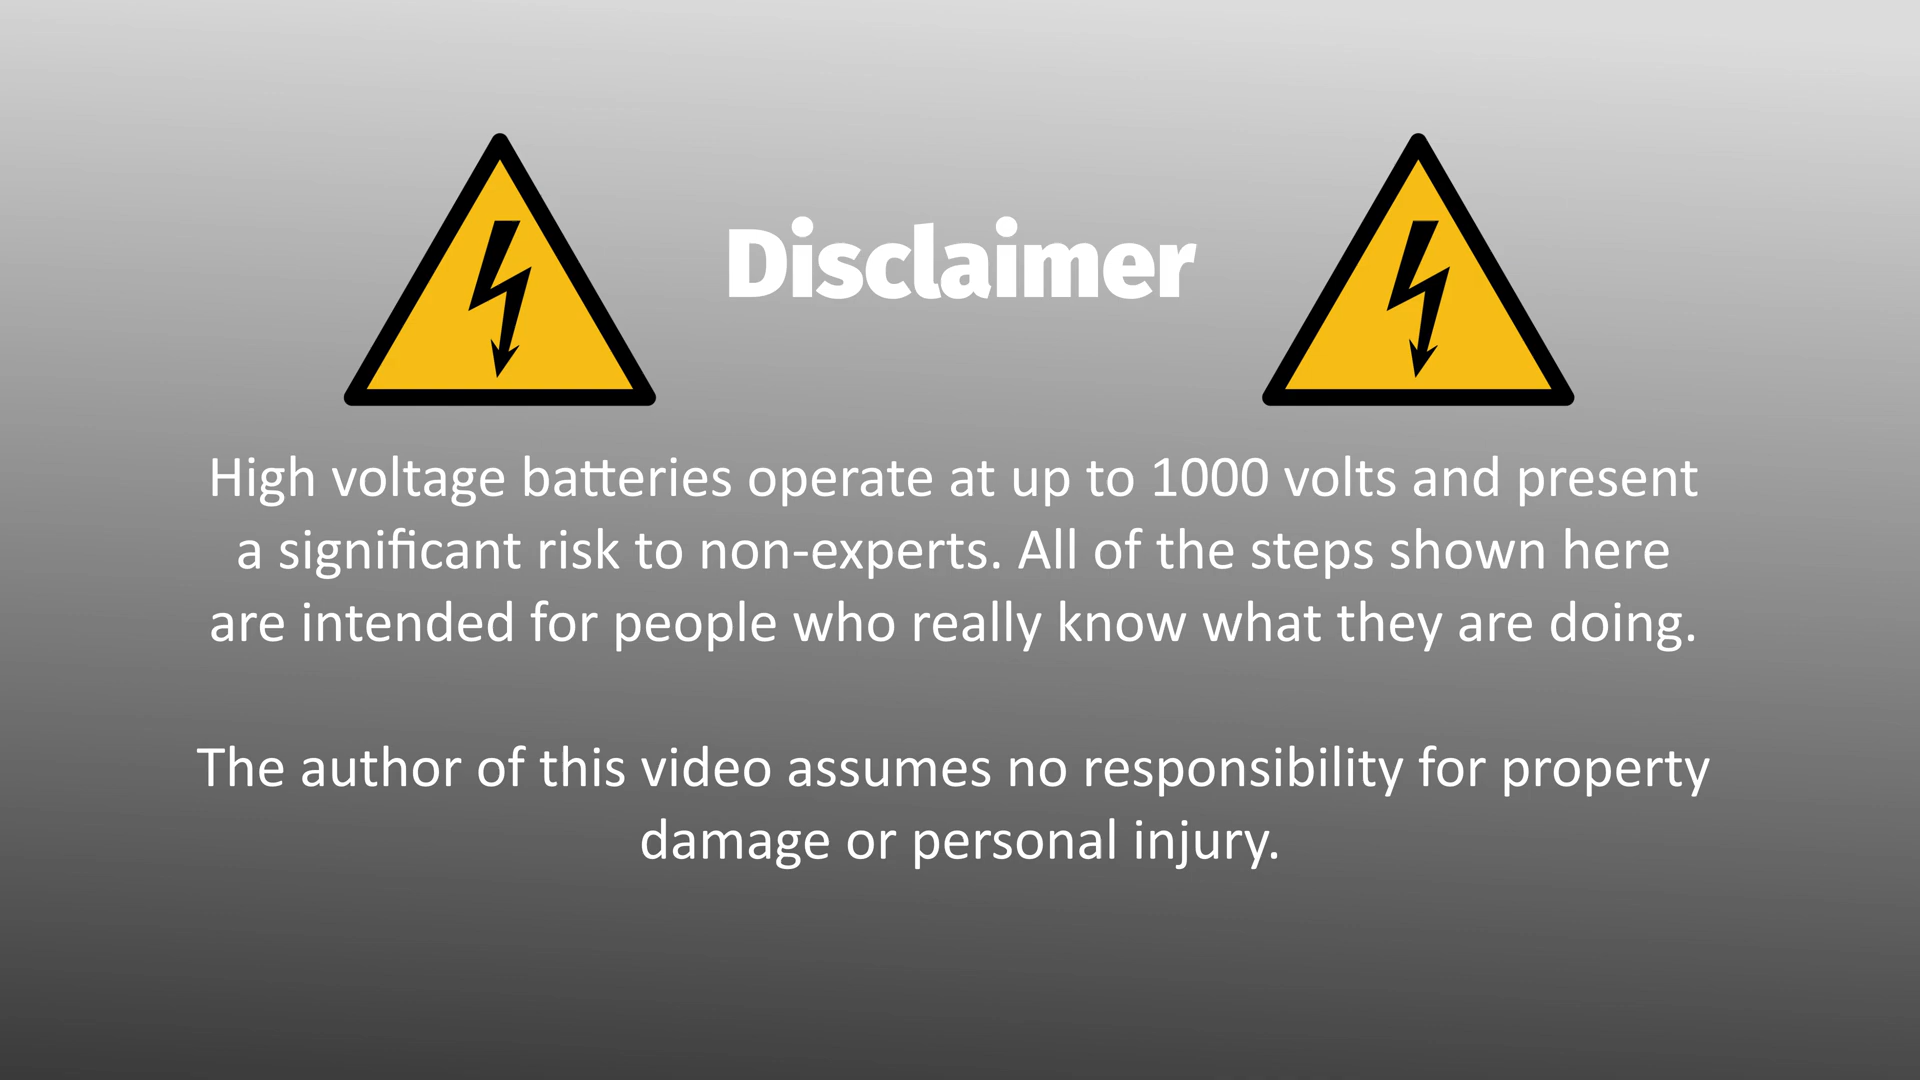 Disclaimer
High voltage batteries operate at up to 1000 volts and present
a significant risk to non-experts. All of the steps shown here
are intended for people who really know what they are doing.
The author of this video assumes no responsibility for property
damage or personal injury.